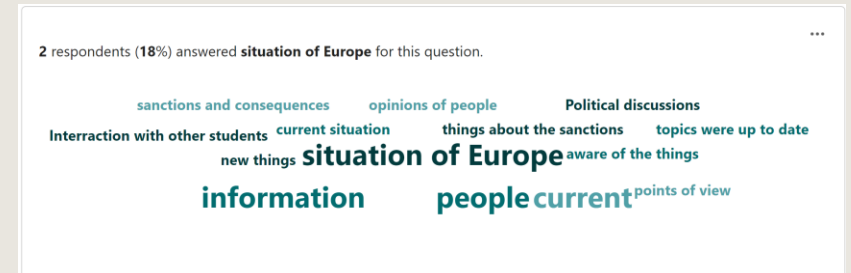 ...
2 respondents (18%) answered situation of Europe for this question.
sanctions and consequences opinions of people Political discussions
Interraction with other students current situation things about the sanctions topics were up to date
new things situation of Europe aware of the things
information people current points of view